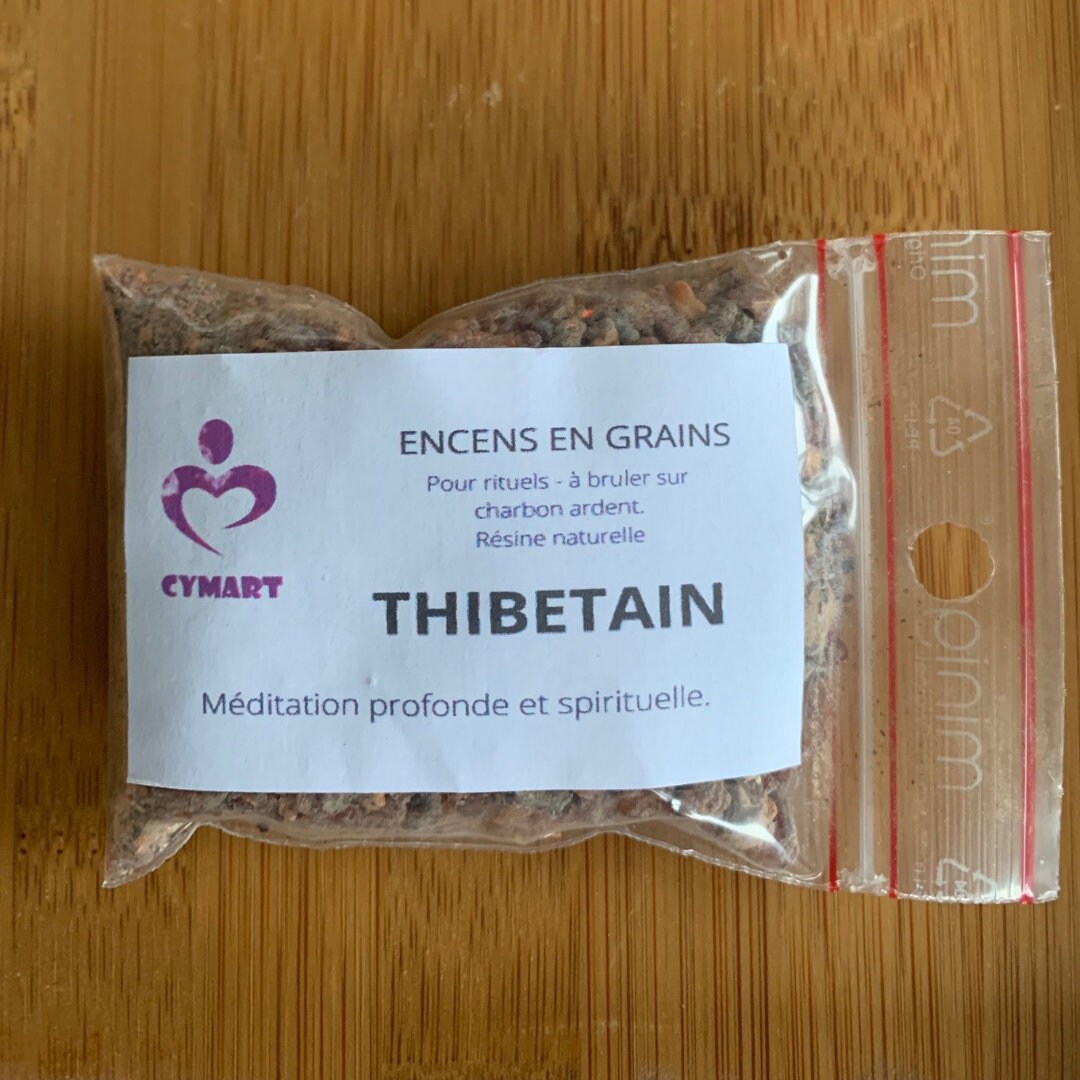 ENCENS EN GRAINS
Pour rituels - à bruler sur
charbon ardent.
Résine naturelle
CYMART
THIBETAIN
Méditation profonde et spirituelle.